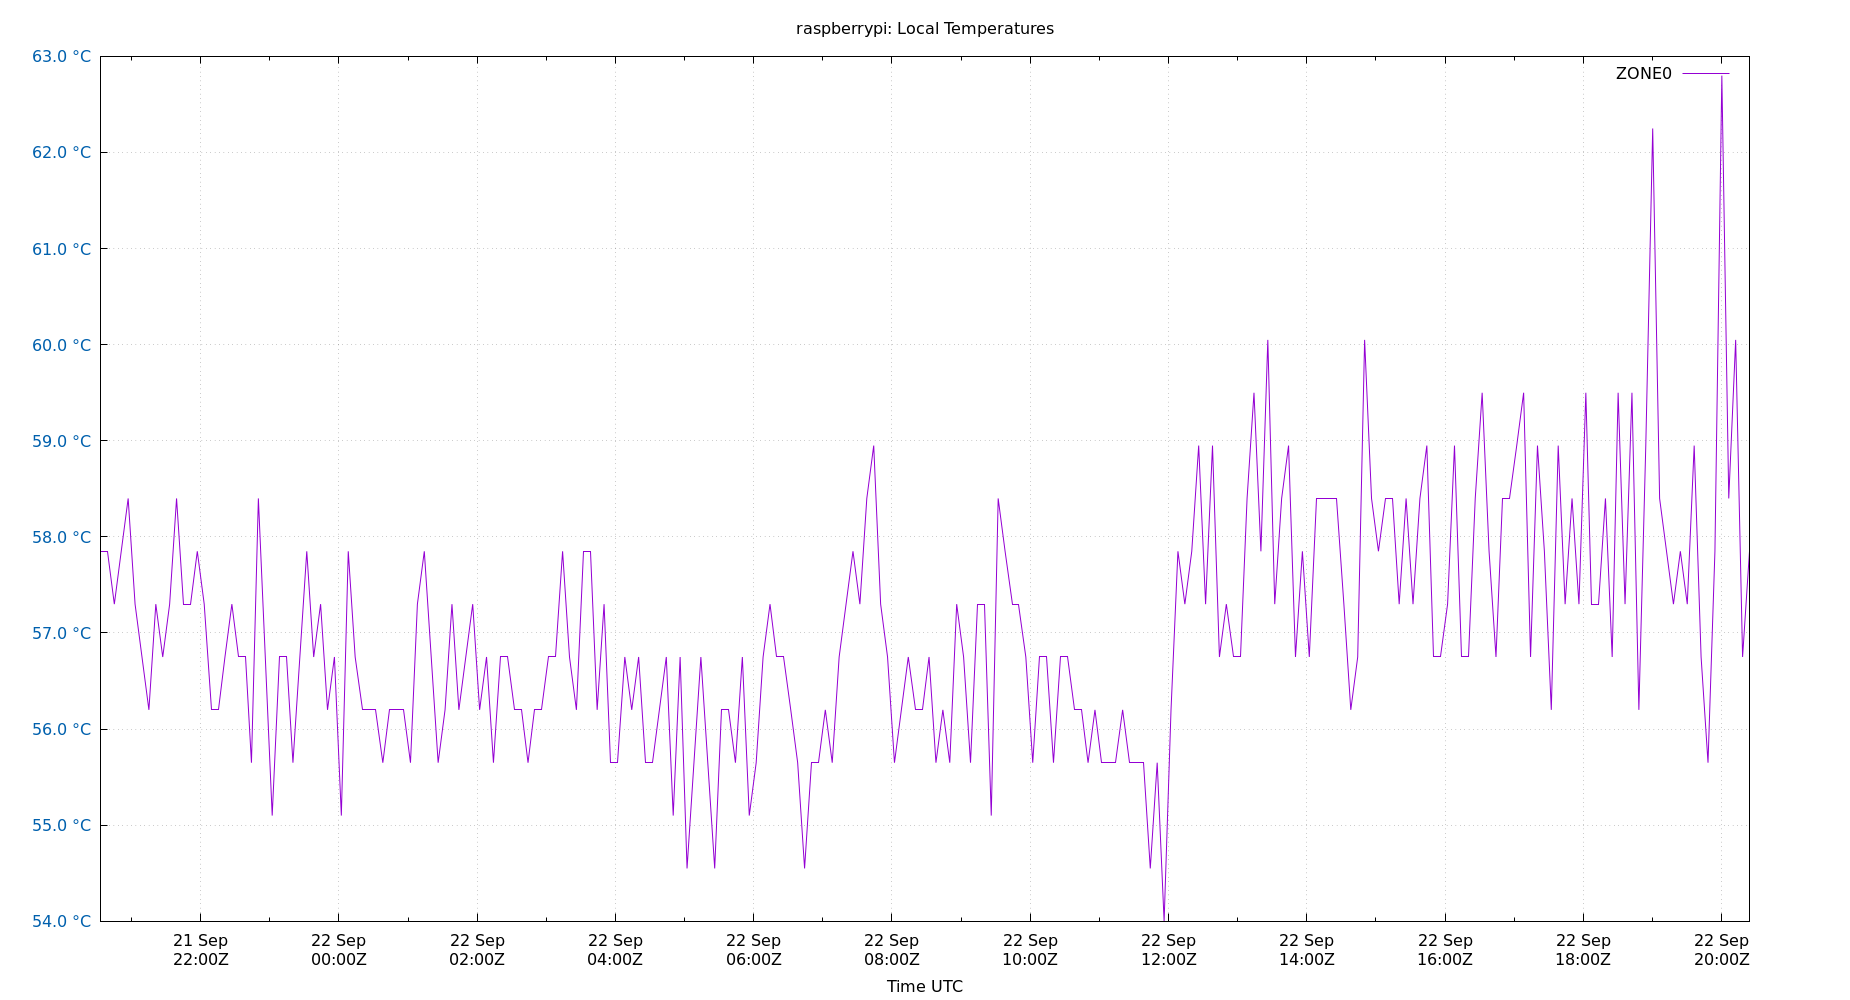 raspberrypi: Local Temperatures
63.0 °C
ZONE0
62.0 °C
61.0 °C
60.0 °C
59.0 °C
58.0 °C
57.0 °C
56.0 °C
55.0 °C
54.0 °C
21 Sep 22 Sep 22 Sep 22 Sep 22 Sep 22 Sep 22 Sep 22 Sep 22 Sep 22 Sep 22 Sep 22 Sep
22:00Z 00:00Z 02:00Z 04:00Z 06:00Z 08:00Z 10:00Z 12:00Z 14:00Z 16:00Z 18:00Z 20:00Z
Time UTC